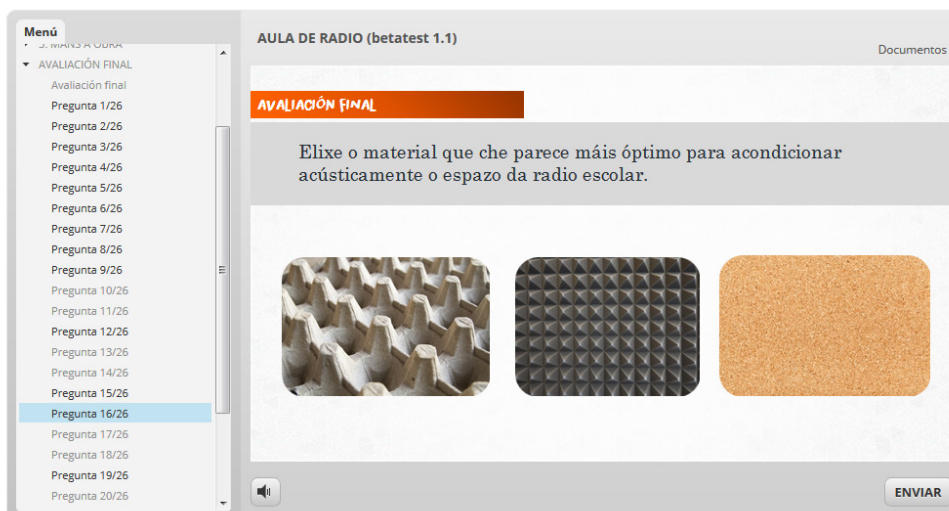 Menú
AULA DE RADIO (betatest 1.1)
Documentos
3. MANS Á OBRA
AVALIACIÓN FINAL
Avaliación final
Pregunta 1/26
Pregunta 2/26
Pregunta 3/26
Pregunta 4/26
Pregunta 5/26
Pregunta 6/26
Pregunta 7/26
Pregunta 8/26
Pregunta 9/26
Pregunta 10/26
Pregunta 11/26
Pregunta 12/26
Pregunta 13/26
Pregunta 14/26
Pregunta 15/26
Pregunta 16/26
Pregunta 17/26
Pregunta 18/26
Pregunta 19/26
Pregunta 20/26
AVALIACIÓN FINAL
Elixe o material que che parece máis óptimo para acondicionar
acústicamente o espazo da radio escolar.
ENVIAR